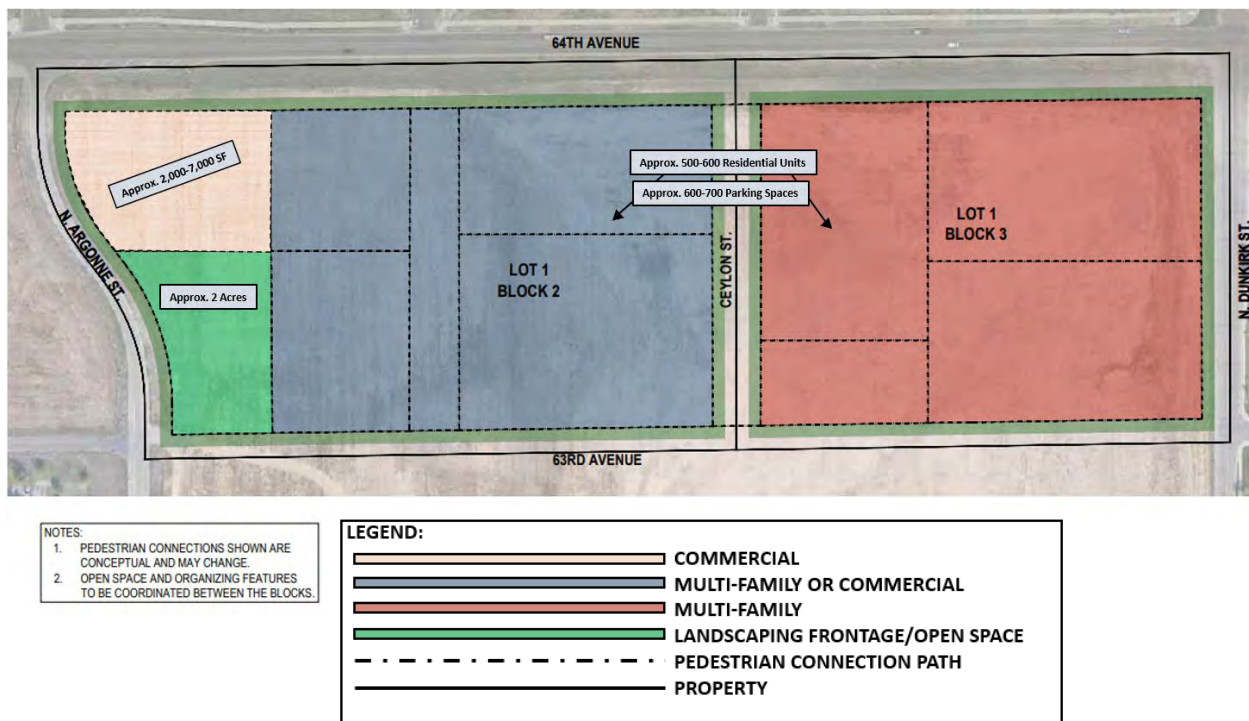 64TH AVENUE
Approx. 2,000-7,000 SF
Approx. 500-600 Residential Units
Approx. 600-700 Parking Spaces
N. ARGONNE ST.
Approx. 2 Acres
LOT 1
BLOCK 2
CEYLON ST.
LOT 1
BLOCK 3
N. DUNKIRK ST.
63RD AVENUE
NOTES:
1. PEDESTRIAN CONNECTIONS SHOWN ARE
CONCEPTUAL AND MAY CHANGE.
2. OPEN SPACE AND ORGANIZING FEATURES
TO BE COORDINATED BETWEEN THE BLOCKS.
LEGEND:
COMMERCIAL
MULTI-FAMILY OR COMMERCIAL
MULTI-FAMILY
LANDSCAPING FRONTAGE/OPEN SPACE
PEDESTRIAN CONNECTION PATH
PROPERTY